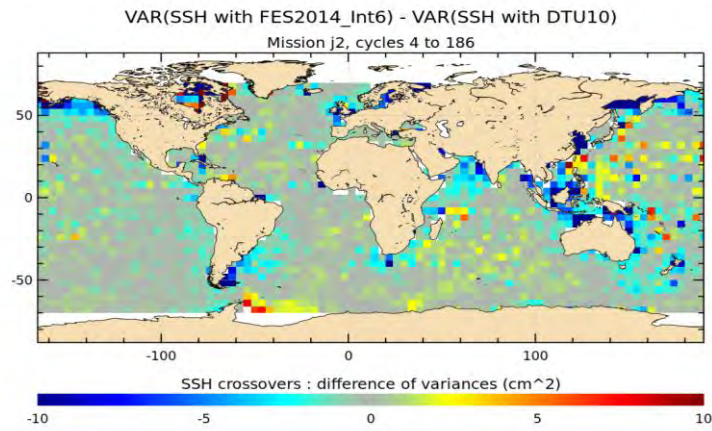 VAR(SSH with FES2014_Int6) - VAR(SSH with DTU10)
Mission j2, cycles 4 to 186
50
0
-50
-100 0 100
SSH crossovers : difference of variances (cm^2)
-10 -5 0 5 10